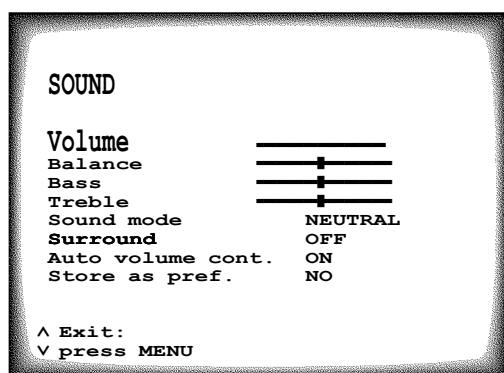 SOUND
Volume
Balance
Bass
Treble
Sound mode NEUTRAL
Surround OFF
Auto volume cont. ON
Store as pref. NO
∧ Exit:
∨ press MENU